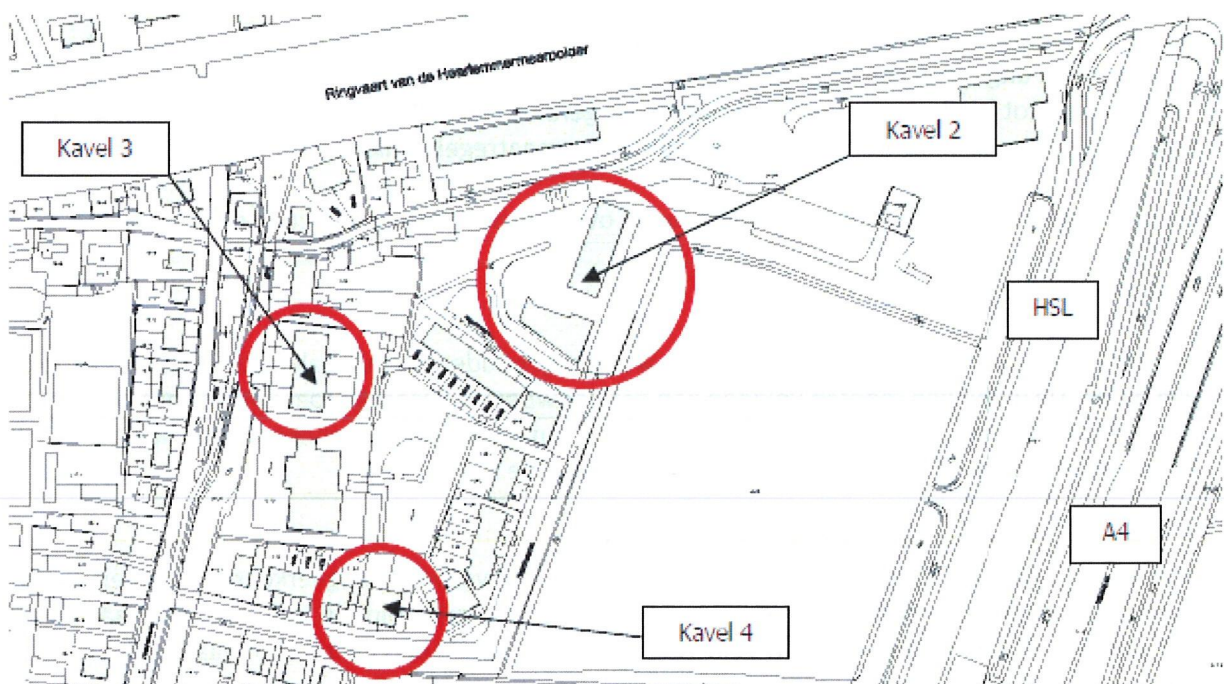 Ringvaart van de Haarlemmermeerpolder
Kavel 2
Kavel 3
HSL
A4
Kavel 4